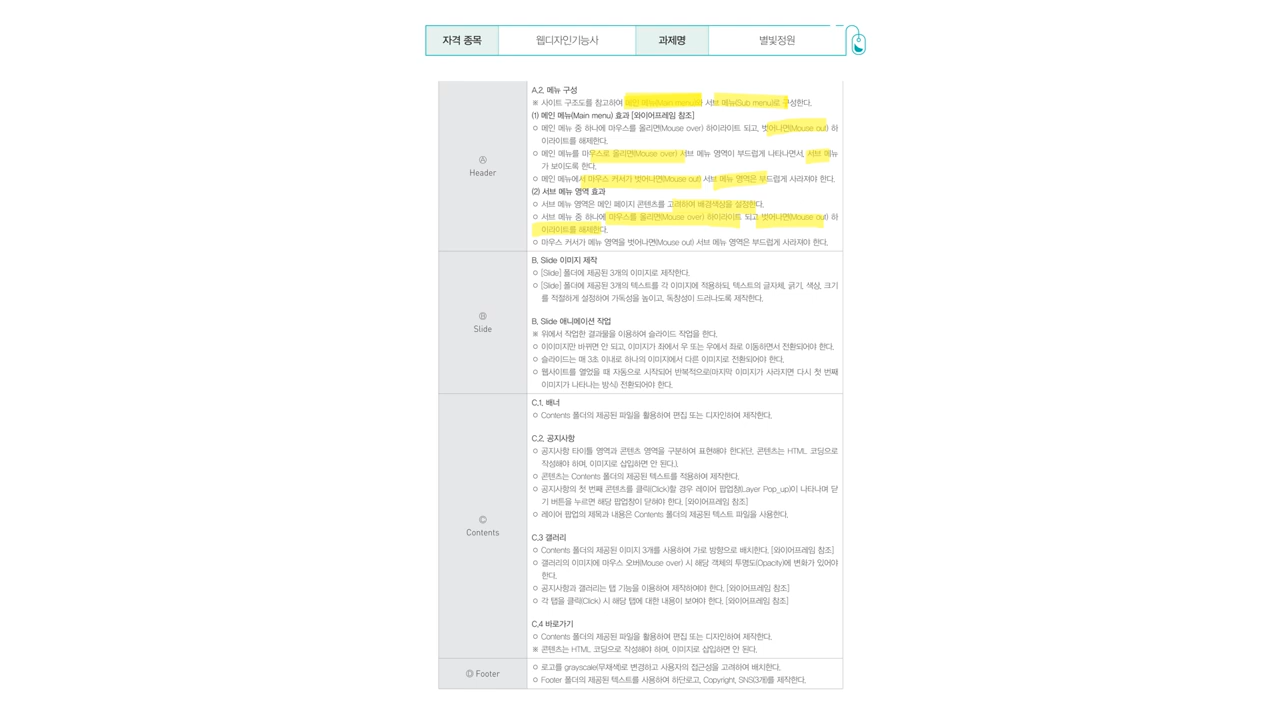 자격 종목 웹디자인기능사 과제명 별빛정원
A.2. 메뉴 구성
※ 사이트 구조도를 참고하여 메인 메뉴(Main menu)와 서브 메뉴(Sub menu)로 구성한다.
(1) 메인 메뉴(Main menu) 효과 [와이어프레임 참조]
○ 메인 메뉴 중 하나에 마우스를 올리면(Mouse over) 하이라이트 되고, 벗어나면(Mouse out) 하
이라이트를 해제한다.
○ 메인 메뉴를 마우스로 올리면(Mouse over) 서브 메뉴 영역이 부드럽게 나타나면서, 서브 메뉴
가 보이도록 한다.
○ 메인 메뉴에서 마우스 커서가 벗어나면(Mouse out) 서브 메뉴 영역은 부드럽게 사라져야 한다.
(2) 서브 메뉴 영역 효과
○ 서브 메뉴 영역은 메인 페이지 콘텐츠를 고려하여 배경색상을 설정한다.
○ 서브 메뉴 중 하나에 마우스를 올리면(Mouse over) 하이라이트 되고 벗어나면(Mouse out) 하
이라이트를 해제한다.
○ 마우스 커서가 메뉴 영역을 벗어나면(Mouse out) 서브 메뉴 영역은 부드럽게 사라져야 한다.
Ⓐ
Header
B. Slide 이미지 제작
○ [Slide] 폴더에 제공된 3개의 이미지로 제작한다.
○ [Slide] 폴더에 제공된 3개의 텍스트를 각 이미지에 적용하되, 텍스트의 글자체, 굵기, 색상, 크기
를 적절하게 설정하여 가독성을 높이고, 독창성이 드러나도록 제작한다.
B. Slide 애니메이션 작업
※ 위에서 작업한 결과물을 이용하여 슬라이드 작업을 한다.
○ 이이미지만 바뀌면 안 되고, 이미지가 좌에서 우 또는 우에서 좌로 이동하면서 전환되어야 한다.
○ 슬라이드는 매 3초 이내로 하나의 이미지에서 다른 이미지로 전환되어야 한다.
○ 웹사이트를 열었을 때 자동으로 시작되어 반복적으로(마지막 이미지가 사라지면 다시 첫 번째
이미지가 나타나는 방식) 전환되어야 한다.
Ⓑ
Slide
C.1. 배너
○ Contents 폴더의 제공된 파일을 활용하여 편집 또는 디자인하여 제작한다.
C.2. 공지사항
○ 공지사항 타이틀 영역과 콘텐츠 영역을 구분하여 표현해야 한다(단, 콘텐츠는 HTML 코딩으로
작성해야 하며, 이미지로 삽입하면 안 된다.).
○ 콘텐츠는 Contents 폴더의 제공된 텍스트를 적용하여 제작한다.
○ 공지사항의 첫 번째 콘텐츠를 클릭(Click)할 경우 레이어 팝업창(Layer Pop_up)이 나타나며 닫
기 버튼을 누르면 해당 팝업창이 닫혀야 한다. [와이어프레임 참조]
○ 레이어 팝업의 제목과 내용은 Contents 폴더의 제공된 텍스트 파일을 사용한다.
C.3 갤러리
○ Contents 폴더의 제공된 이미지 3개를 사용하여 가로 방향으로 배치한다. [와이어프레임 참조]
○ 갤러리의 이미지에 마우스 오버(Mouse over) 시 해당 객체의 투명도(Opacity)에 변화가 있어야
한다.
○ 공지사항과 갤러리는 탭 기능을 이용하여 제작하여야 한다. [와이어프레임 참조]
○ 각 탭을 클릭(Click) 시 해당 탭에 대한 내용이 보여야 한다. [와이어프레임 참조]
C.4 바로가기
○ Contents 폴더의 제공된 파일을 활용하여 편집 또는 디자인하여 제작한다.
※ 콘텐츠는 HTML 코딩으로 작성해야 하며, 이미지로 삽입하면 안 된다.
Ⓒ
Contents
Ⓓ Footer
○ 로고를 grayscale(무채색)로 변경하고 사용자의 접근성을 고려하여 배치한다.
○ Footer 폴더의 제공된 텍스트를 사용하여 하단로고, Copyright, SNS(3개)를 제작한다.